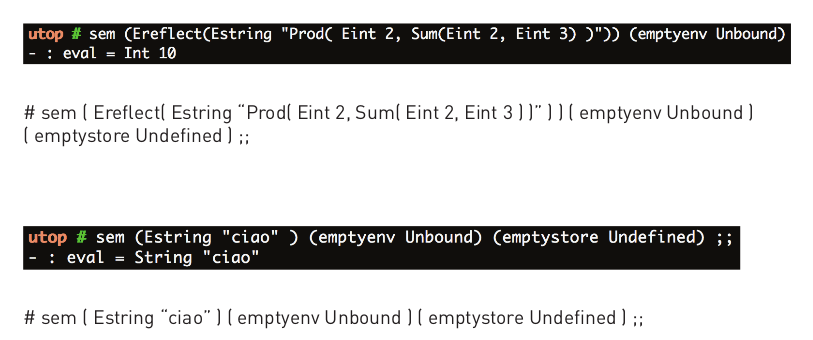 utop # sem (Ereflect(Estring "Prod( Eint 2, Sum(Eint 2, Eint 3) )")) (emptyenv Unbound)
- : eval = Int 10
# sem ( Ereflect( Estring “Prod( Eint 2, Sum( Eint 2, Eint 3 ) )” ) ) ( emptyenv Unbound )
( emptystore Undefined ) ;;
utop # sem (Estring "ciao" ) (emptyenv Unbound) (emptystore Undefined) ;;
- : eval = String "ciao"
# sem ( Estring “ciao” ) ( emptyenv Unbound ) ( emptystore Undefined ) ;;